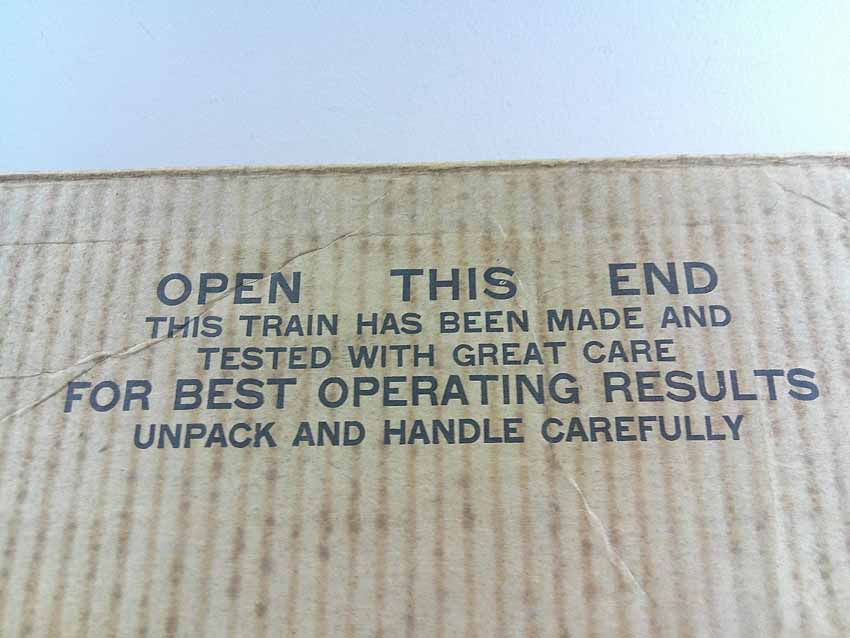 OPEN THIS END
THIS TRAIN HAS BEEN MADE AND
TESTED WITH GREAT CARE
FOR BEST OPERATING RESULTS
UNPACK AND HANDLE CAREFULLY